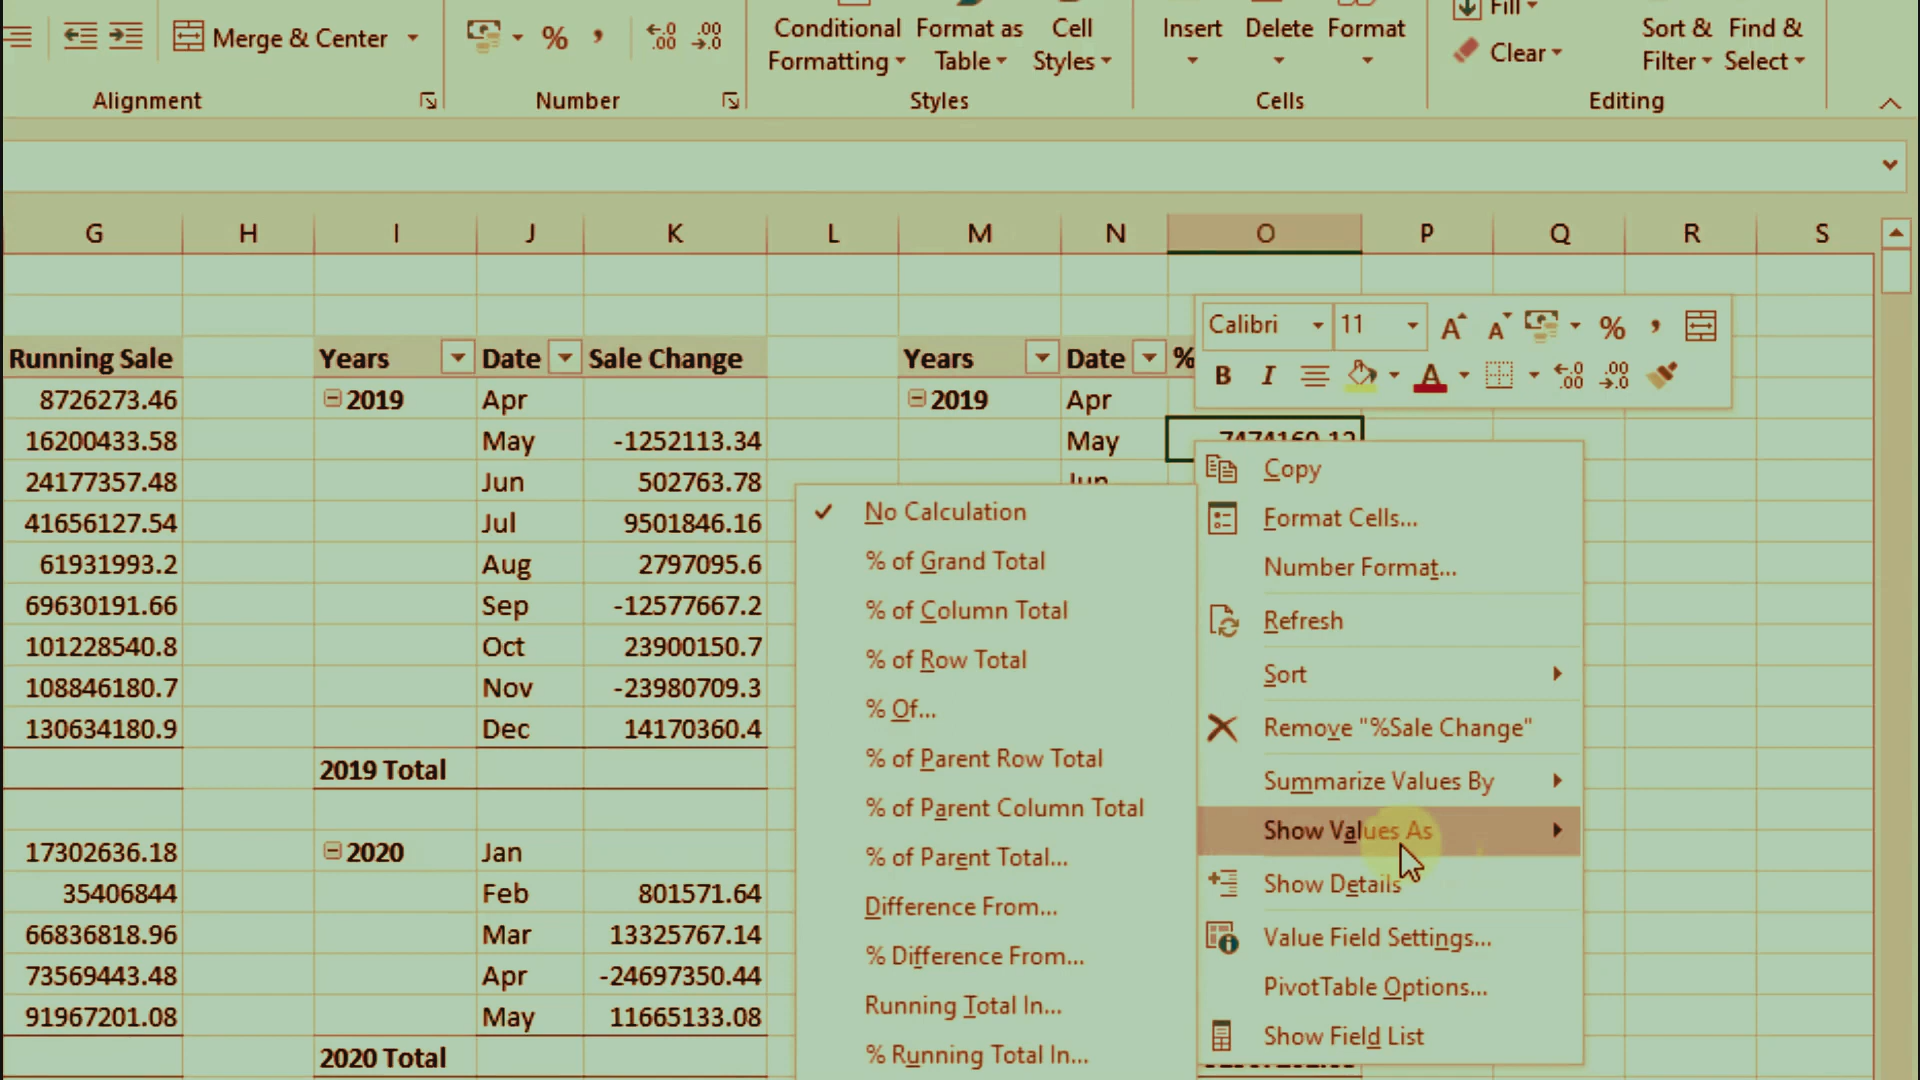 Fill
Conditional Formatting
Format as Table
Cell Styles
Insert
Delete
Format
Sort & Filter
Find & Select
Merge & Center
%
,
Clear
Alignment
Number
Styles
Cells
Editing
G H I J K L M N O P Q R S
Calibri 11
% ,
B I A
Running Sale Years Date Sale Change Years Date %
8726273.46 2019 Apr 2019 Apr
16200433.58 May -1252113.34 May 7474160.12
24177357.48 Jun 502763.78 Jun
41656127.54 Jul 9501846.16
61931993.2 Aug 2797095.6
69630191.66 Sep -12577667.2
101228540.8 Oct 23900150.7
108846180.7 Nov -23980709.3
130634180.9 Dec 14170360.4
2019 Total
17302636.18 2020 Jan
35406844 Feb 801571.64
66836818.96 Mar 13325767.14
73569443.48 Apr -24697350.44
91967201.08 May 11665133.08
2020 Total
No Calculation
% of Grand Total
% of Column Total
% of Row Total
% Of...
% of Parent Row Total
% of Parent Column Total
% of Parent Total...
Difference From...
% Difference From...
Running Total In...
% Running Total In...
Copy
Format Cells...
Number Format...
Refresh
Sort
Remove "%Sale Change"
Summarize Values By
Show Values As
Show Details
Value Field Settings...
PivotTable Options...
Show Field List